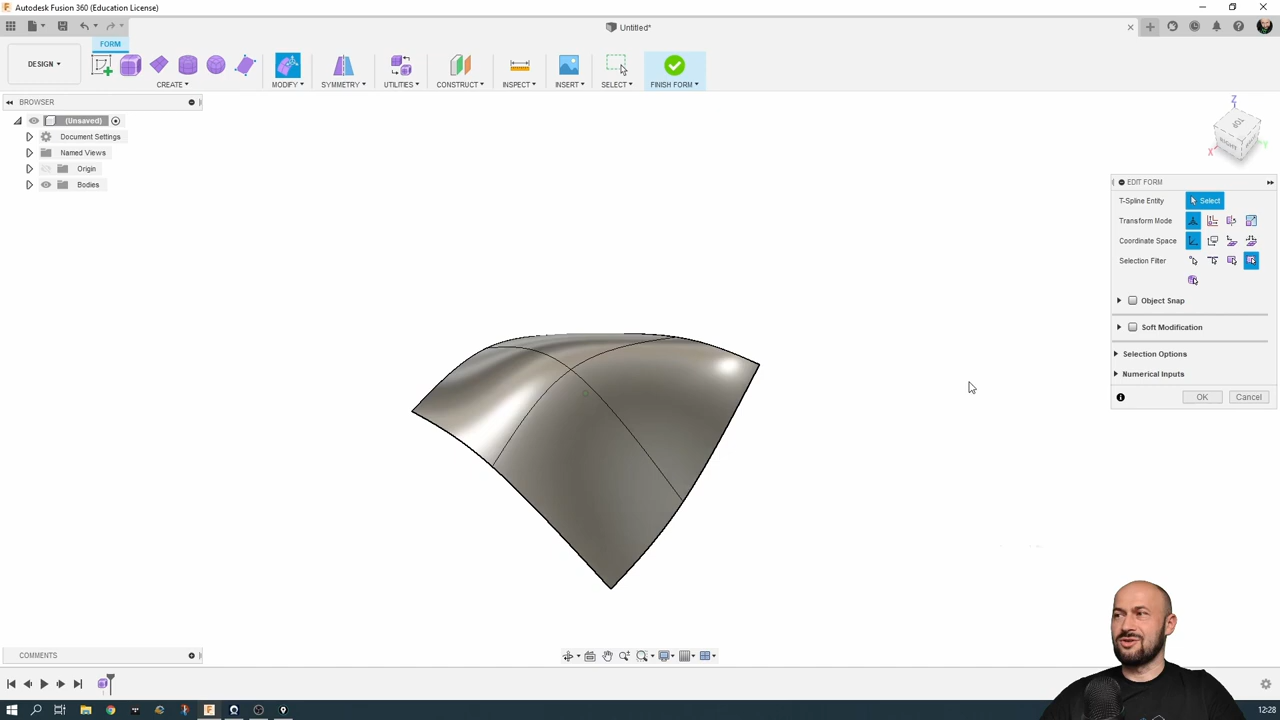 Autodesk Fusion 360 (Education License)
Untitled*
FORM
DESIGN
CREATE
MODIFY
SYMMETRY
UTILITIES
CONSTRUCT
INSPECT
INSERT
SELECT
FINISH FORM
BROWSER
(Unsaved)
Document Settings
Named Views
Origin
Bodies
Z
TOP
RIGHT
X
Y
EDIT FORM
T-Spline Entity
Select
Transform Mode
Coordinate Space
Selection Filter
Object Snap
Soft Modification
Selection Options
Numerical Inputs
OK
Cancel
COMMENTS
12:28